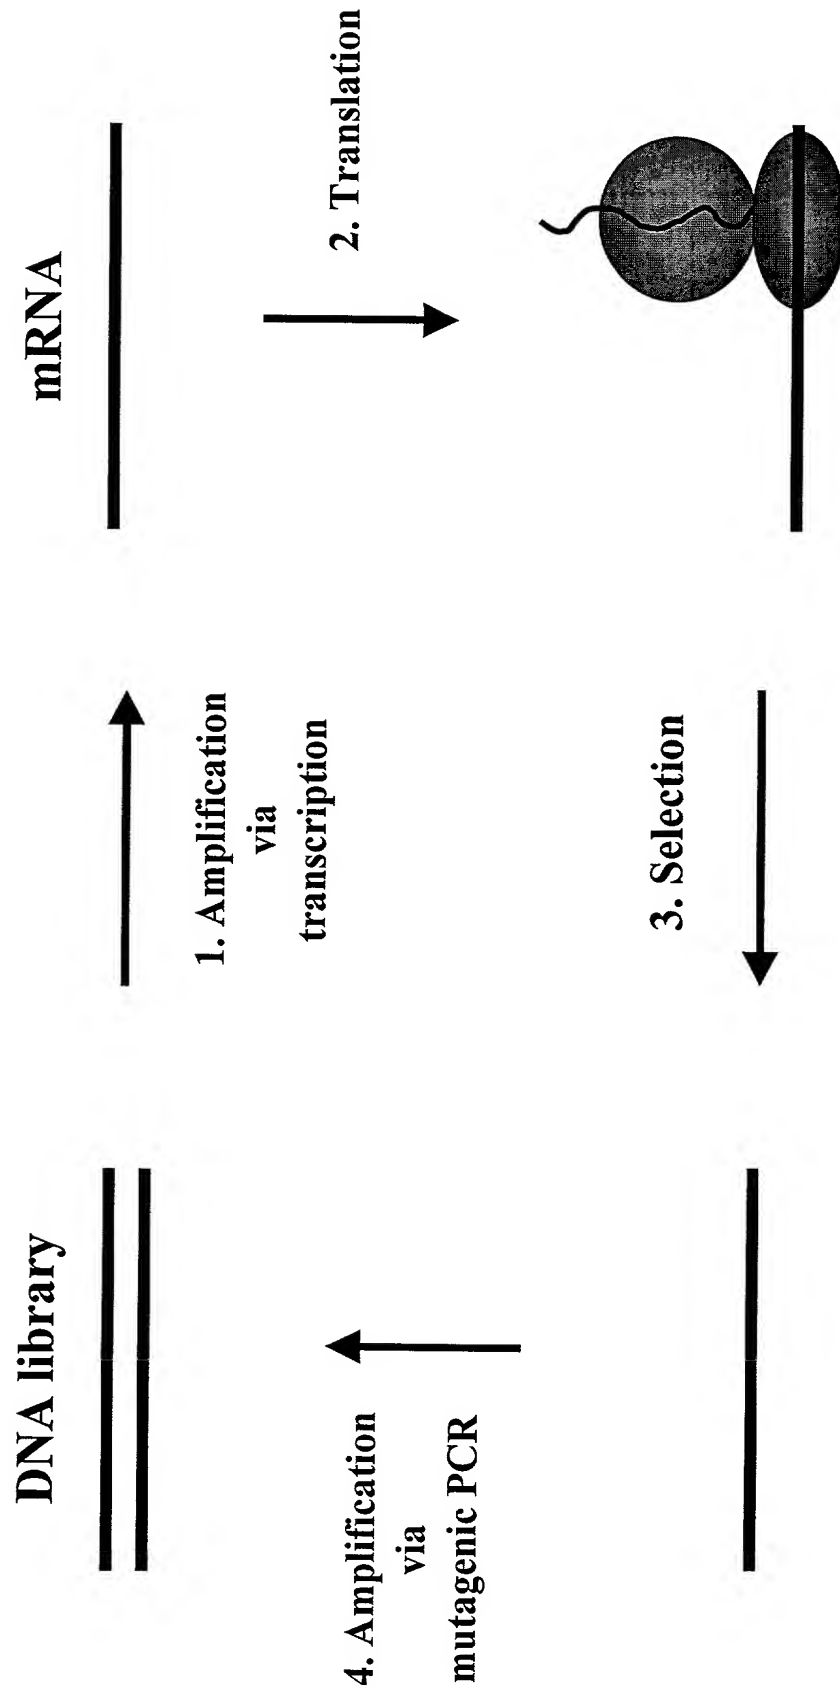 DNA library
mRNA
1. Amplification
via
transcription
2. Translation
3. Selection
4. Amplification
via
mutagenic PCR